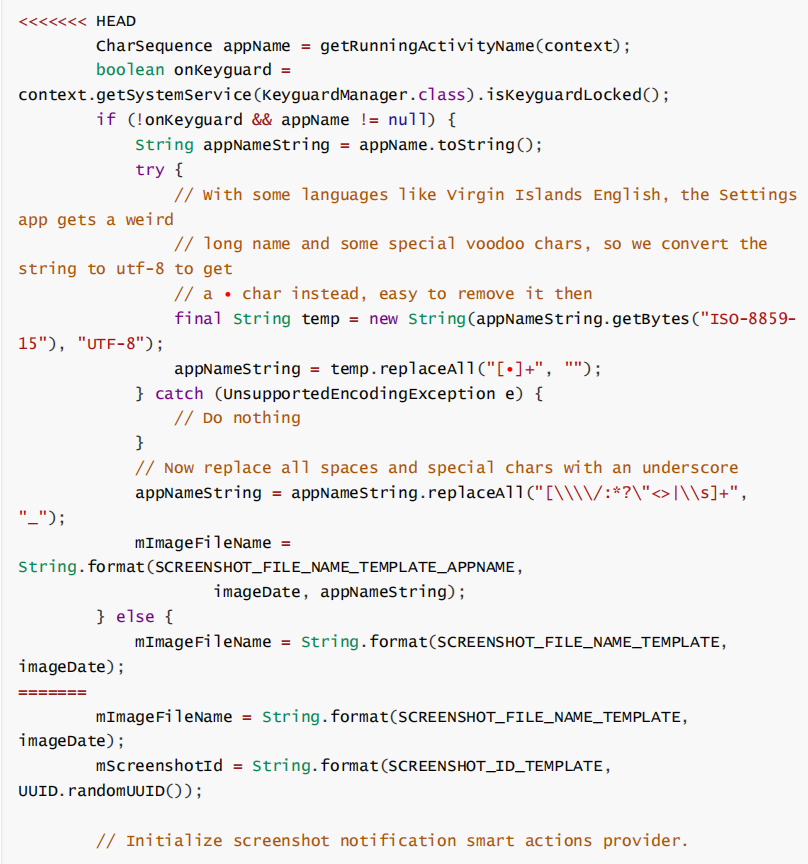 <<<<<<< HEAD
        CharSequence appName = getRunningActivityName(context);
        boolean onKeyguard =
context.getSystemService(KeyguardManager.class).isKeyguardLocked();
        if (!onKeyguard && appName != null) {
            String appNameString = appName.toString();
            try {
                // With some languages like Virgin Islands English, the Settings
app gets a weird
                // long name and some special voodoo chars, so we convert the
string to utf-8 to get
                // a • char instead, easy to remove it then
                final String temp = new String(appNameString.getBytes("ISO-8859-
15"), "UTF-8");
                appNameString = temp.replaceAll("[•]+", "");
            } catch (UnsupportedEncodingException e) {
                // Do nothing
            }
            // Now replace all spaces and special chars with an underscore
            appNameString = appNameString.replaceAll("[\\\\/:*?\"<>|\\s]+",
"_");
            mImageFileName =
String.format(SCREENSHOT_FILE_NAME_TEMPLATE_APPNAME,
                    imageDate, appNameString);
        } else {
            mImageFileName = String.format(SCREENSHOT_FILE_NAME_TEMPLATE,
imageDate);
=======
        mImageFileName = String.format(SCREENSHOT_FILE_NAME_TEMPLATE,
imageDate);
        mScreenshotId = String.format(SCREENSHOT_ID_TEMPLATE,
UUID.randomUUID());

        // Initialize screenshot notification smart actions provider.